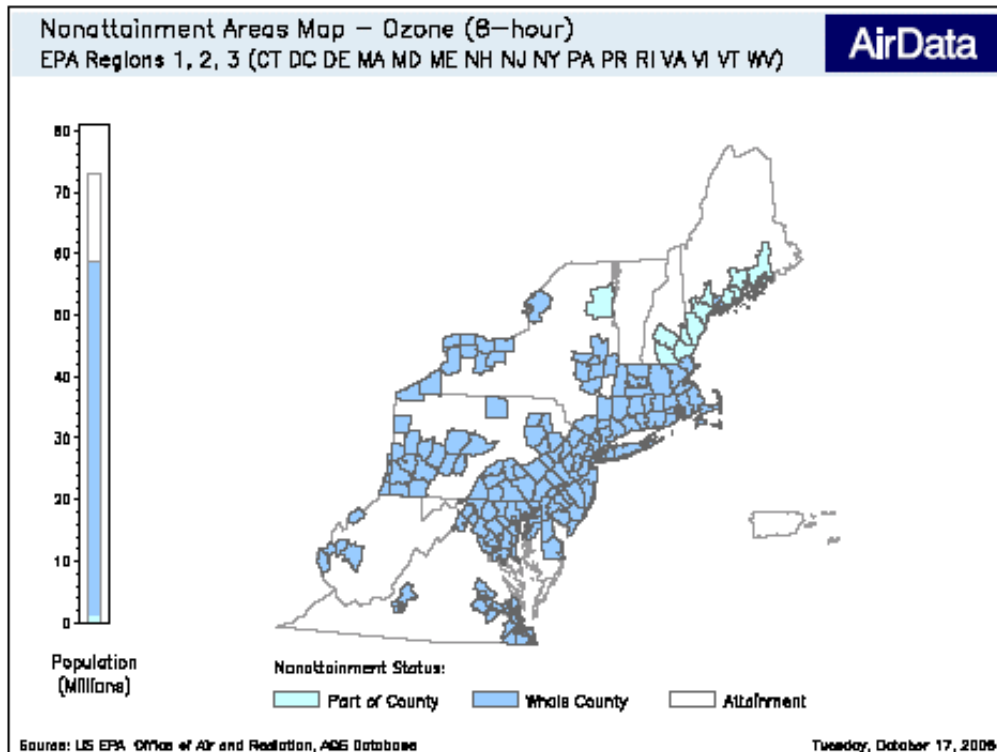 Nonattainment Areas Map - Ozone (8-hour)
EPA Regions 1, 2, 3 (CT DC DE MA MD ME NH NJ NY PA PR RI VA VI VT WV)
AirData
80
70
60
50
40
30
20
10
0
Population
(Millions)
Nonattainment Status:
Part of County
Whole County
Attainment
Source: US EPA Office of Air and Radiation, AQS Database
Tuesday, October 17, 2006